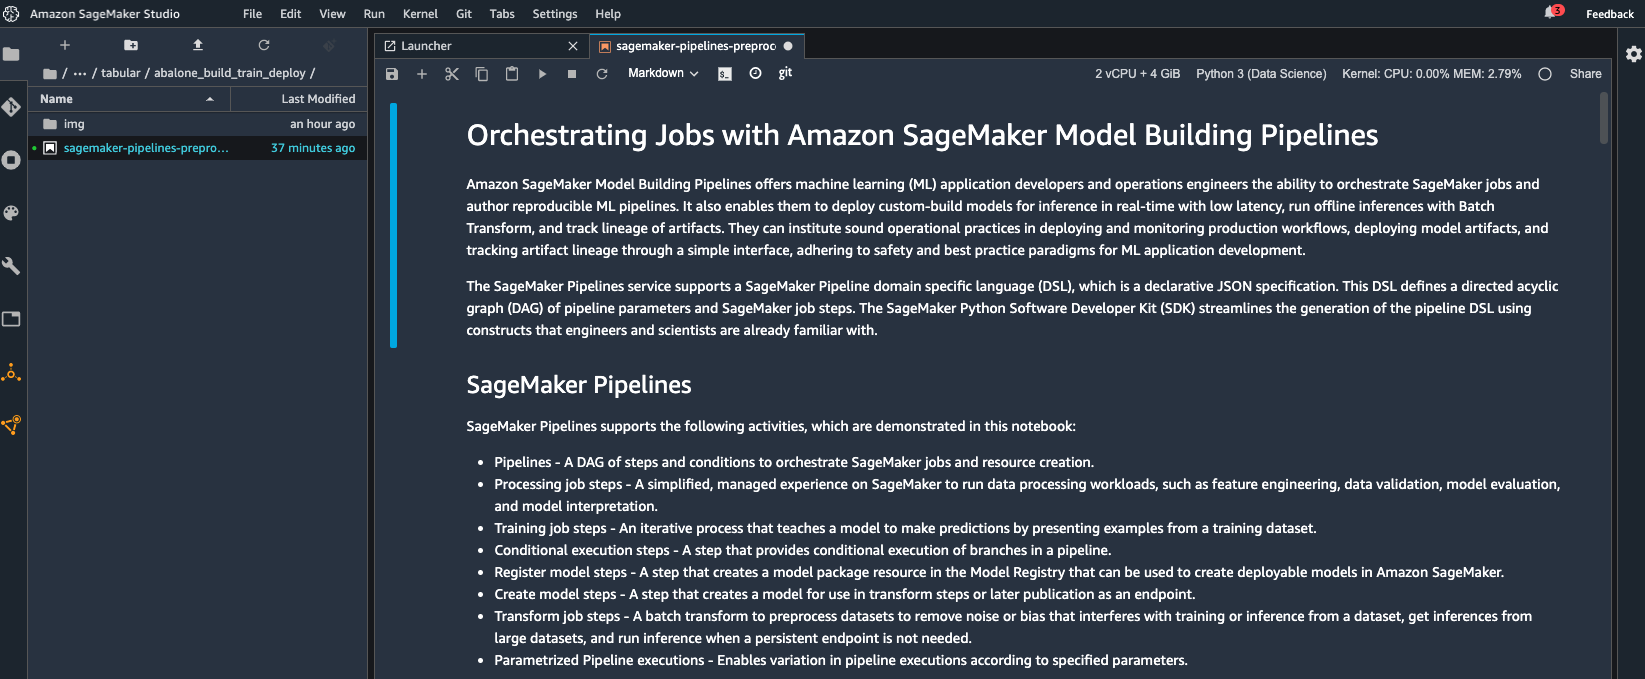 Amazon SageMaker Studio File Edit View Run Kernel Git Tabs Settings Help 3 Feedback
Launcher sagemaker-pipelines-preproc
/ ··· / tabular / abalone_build_train_deploy /
Markdown git 2 vCPU + 4 GiB Python 3 (Data Science) Kernel: CPU: 0.00% MEM: 2.79% Share
Name Last Modified
img an hour ago
sagemaker-pipelines-prepro... 37 minutes ago
Orchestrating Jobs with Amazon SageMaker Model Building Pipelines
Amazon SageMaker Model Building Pipelines offers machine learning (ML) application developers and operations engineers the ability to orchestrate SageMaker jobs and
author reproducible ML pipelines. It also enables them to deploy custom-build models for inference in real-time with low latency, run offline inferences with Batch
Transform, and track lineage of artifacts. They can institute sound operational practices in deploying and monitoring production workflows, deploying model artifacts, and
tracking artifact lineage through a simple interface, adhering to safety and best practice paradigms for ML application development.
The SageMaker Pipelines service supports a SageMaker Pipeline domain specific language (DSL), which is a declarative JSON specification. This DSL defines a directed acyclic
graph (DAG) of pipeline parameters and SageMaker job steps. The SageMaker Python Software Developer Kit (SDK) streamlines the generation of the pipeline DSL using
constructs that engineers and scientists are already familiar with.
SageMaker Pipelines
SageMaker Pipelines supports the following activities, which are demonstrated in this notebook:
• Pipelines - A DAG of steps and conditions to orchestrate SageMaker jobs and resource creation.
• Processing job steps - A simplified, managed experience on SageMaker to run data processing workloads, such as feature engineering, data validation, model evaluation,
and model interpretation.
• Training job steps - An iterative process that teaches a model to make predictions by presenting examples from a training dataset.
• Conditional execution steps - A step that provides conditional execution of branches in a pipeline.
• Register model steps - A step that creates a model package resource in the Model Registry that can be used to create deployable models in Amazon SageMaker.
• Create model steps - A step that creates a model for use in transform steps or later publication as an endpoint.
• Transform job steps - A batch transform to preprocess datasets to remove noise or bias that interferes with training or inference from a dataset, get inferences from
large datasets, and run inference when a persistent endpoint is not needed.
• Parametrized Pipeline executions - Enables variation in pipeline executions according to specified parameters.